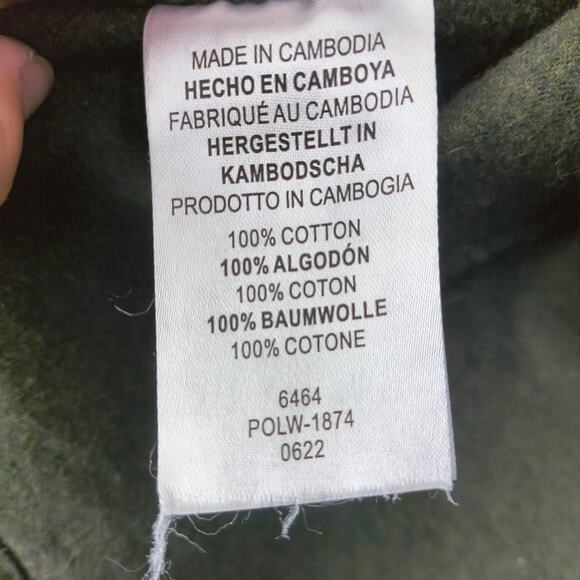 MADE IN CAMBODIA
HECHO EN CAMBOYA
FABRIQUÉ AU CAMBODIA
HERGESTELLT IN
KAMBODSCHA
PRODOTTO IN CAMBOGIA
100% COTTON
100% ALGODÓN
100% COTON
100% BAUMWOLLE
100% COTONE
6464
POLW-1874
0622